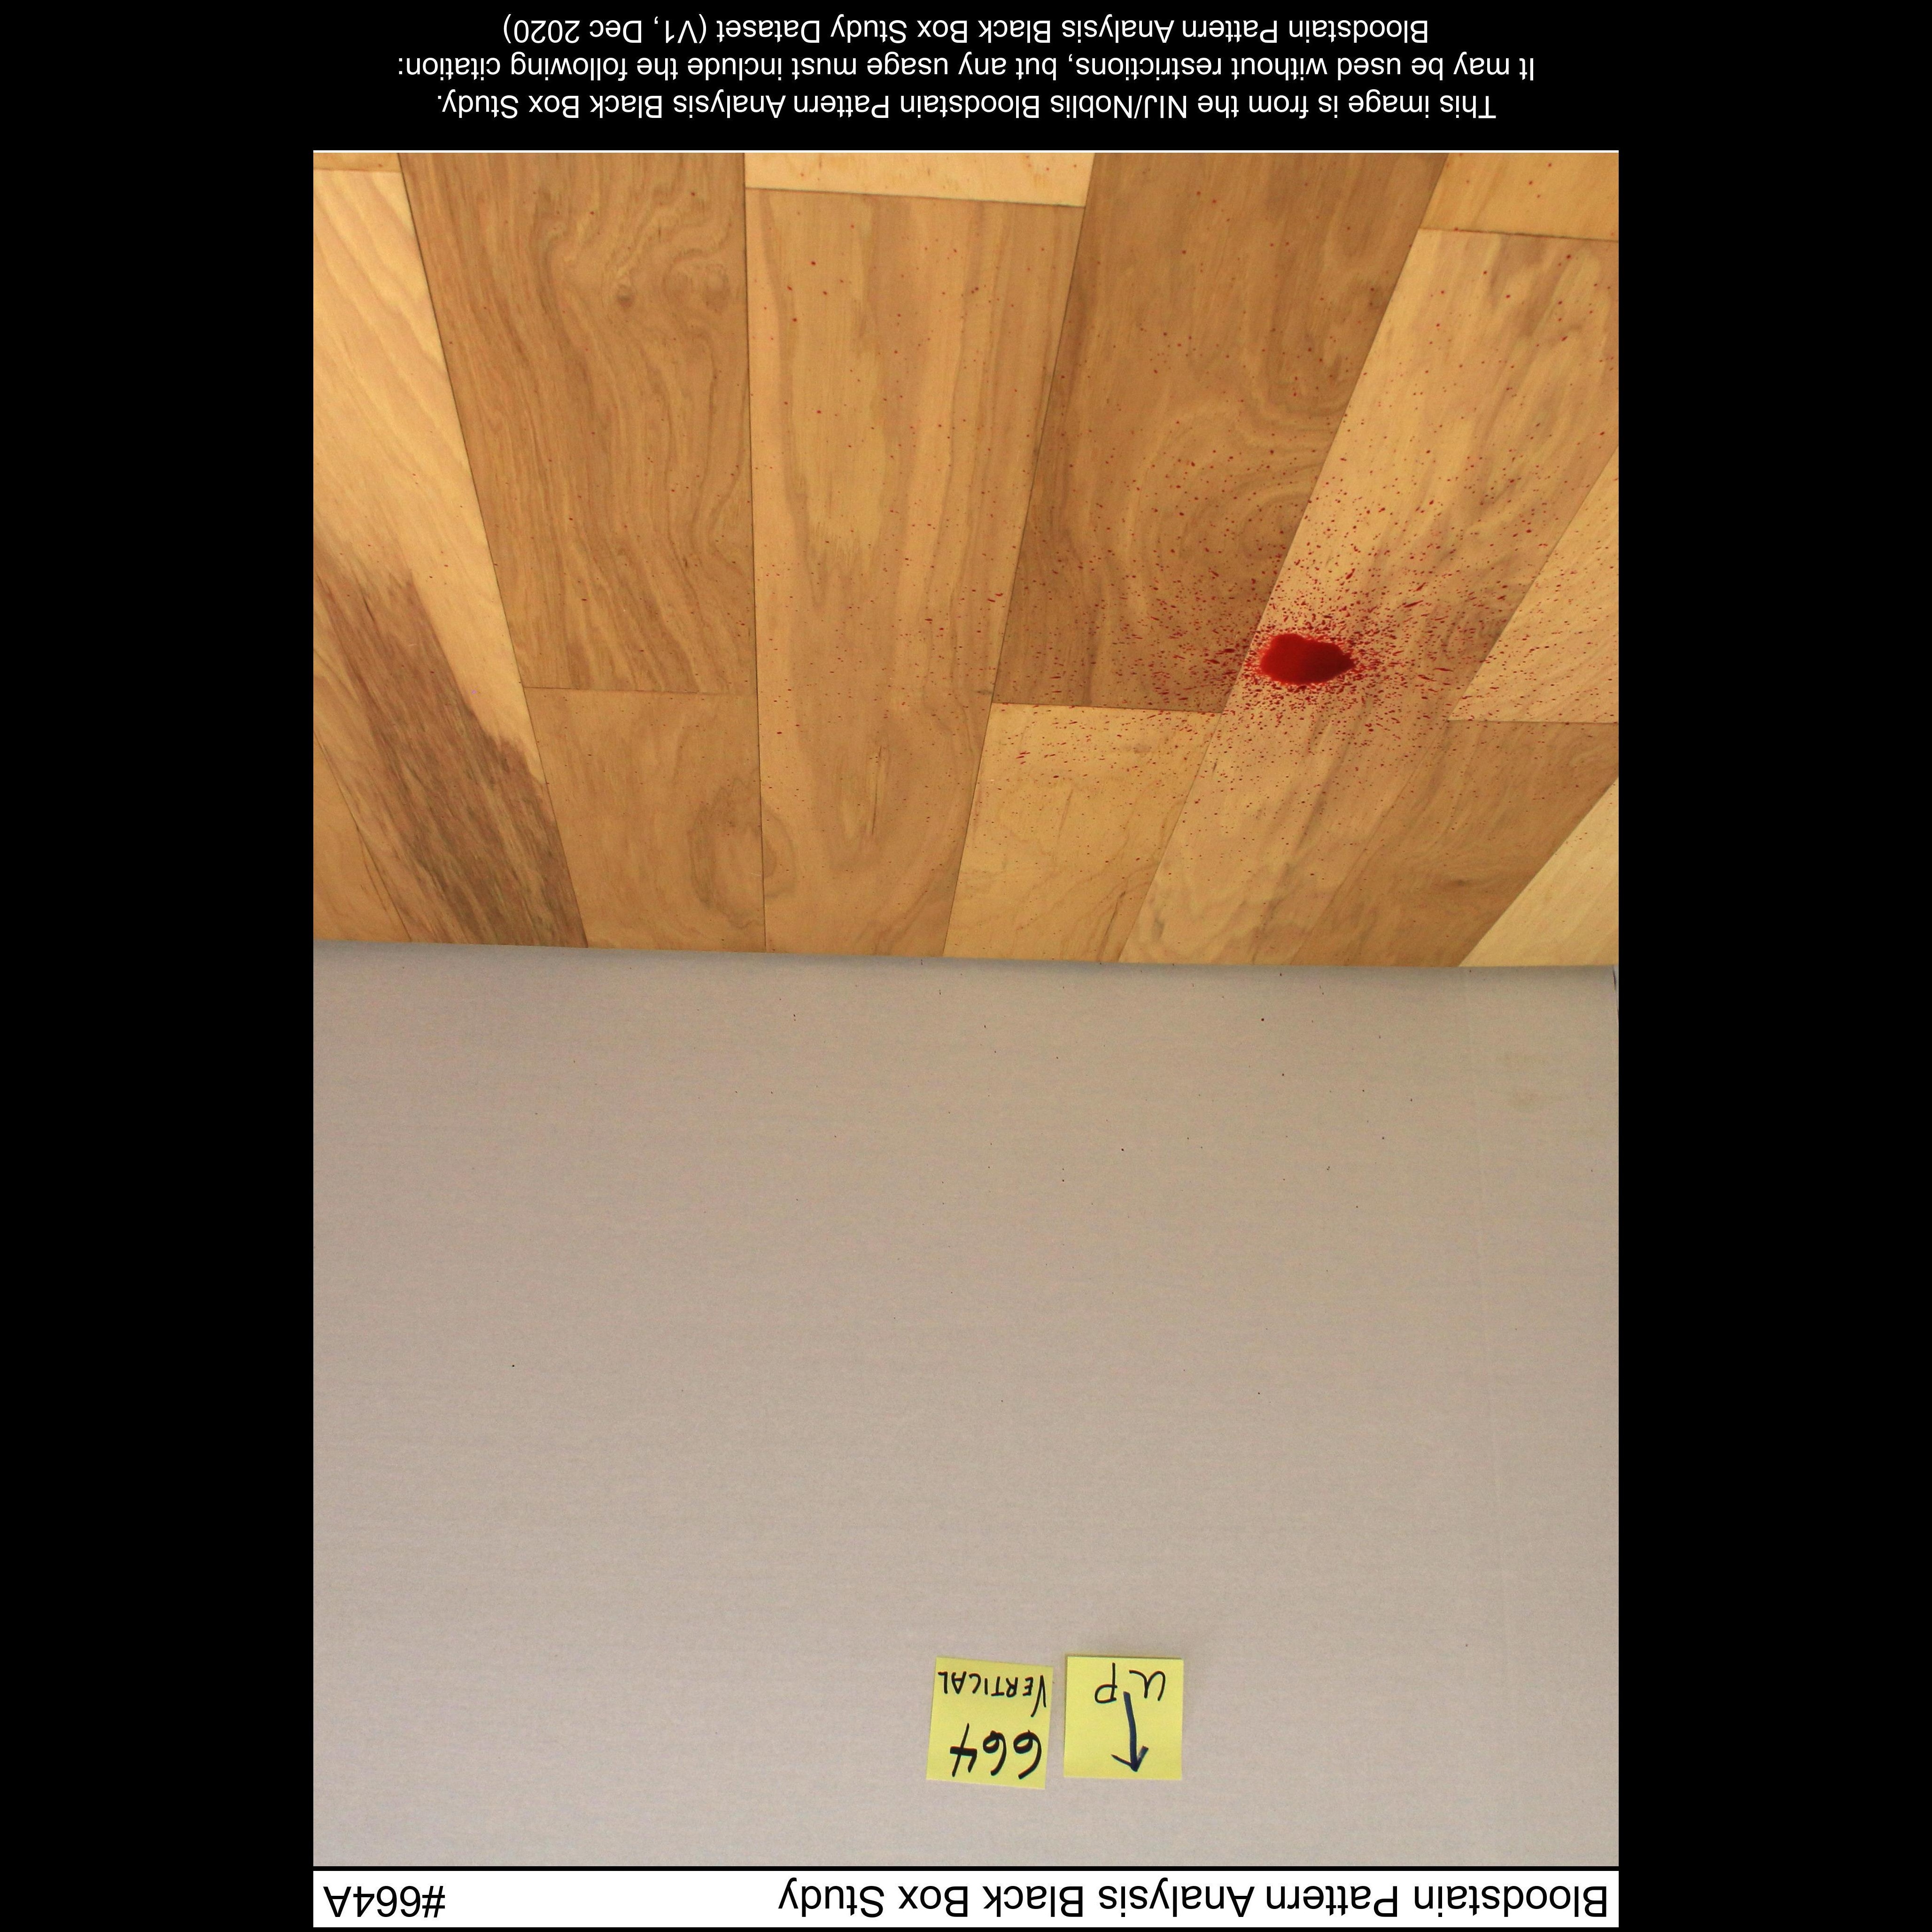 Bloodstain Pattern Analysis Black Box Study #664A
up
664
VERTICAL
This image is from the NIJ/Noblis Bloodstain Pattern Analysis Black Box Study.
It may be used without restrictions, but any usage must include the following citation:
Bloodstain Pattern Analysis Black Box Study Dataset (V1, Dec 2020)